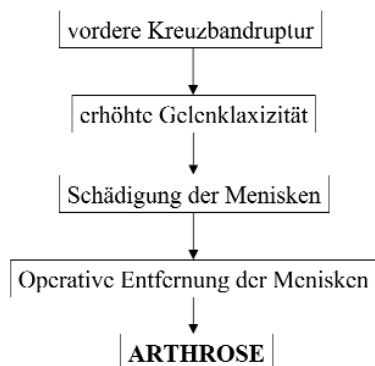 vordere Kreuzbandruptur
erhöhte Gelenklaxizität
Schädigung der Menisken
Operative Entfernung der Menisken
ARTHROSE